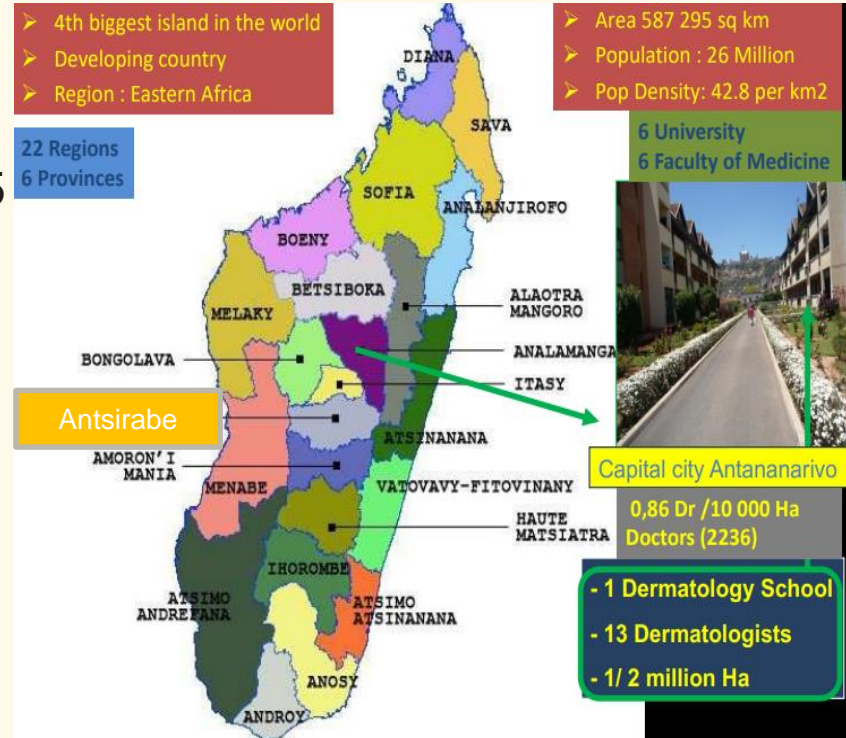 ➢ 4th biggest island in the world
➢ Developing country
➢ Region : Eastern Africa
➢ Area 587 295 sq km
➢ Population : 26 Million
➢ Pop Density: 42.8 per km2
22 Regions
6 Provinces
6 University
6 Faculty of Medicine
5
DIANA
SAVA
SOFIA
ANALANJIROFO
BOENY
BETSIBOKA
MELAKY
ALAOTRA
MANGORO
BONGOLAVA
ANALAMANGA
ITASY
Antsirabe
ATSINANANA
AMORON'I
MANIA
MENABE
VATOVAVY-FITOVINANY
HAUTE
MATSIATRA
IHOROMBE
ATSIMO
ANDREFANA
ATSIMO
ATSINANANA
ANOSY
ANDROY
Capital city Antananarivo
0,86 Dr /10 000 Ha
Doctors (2236)
- 1 Dermatology School
- 13 Dermatologists
- 1/ 2 million Ha